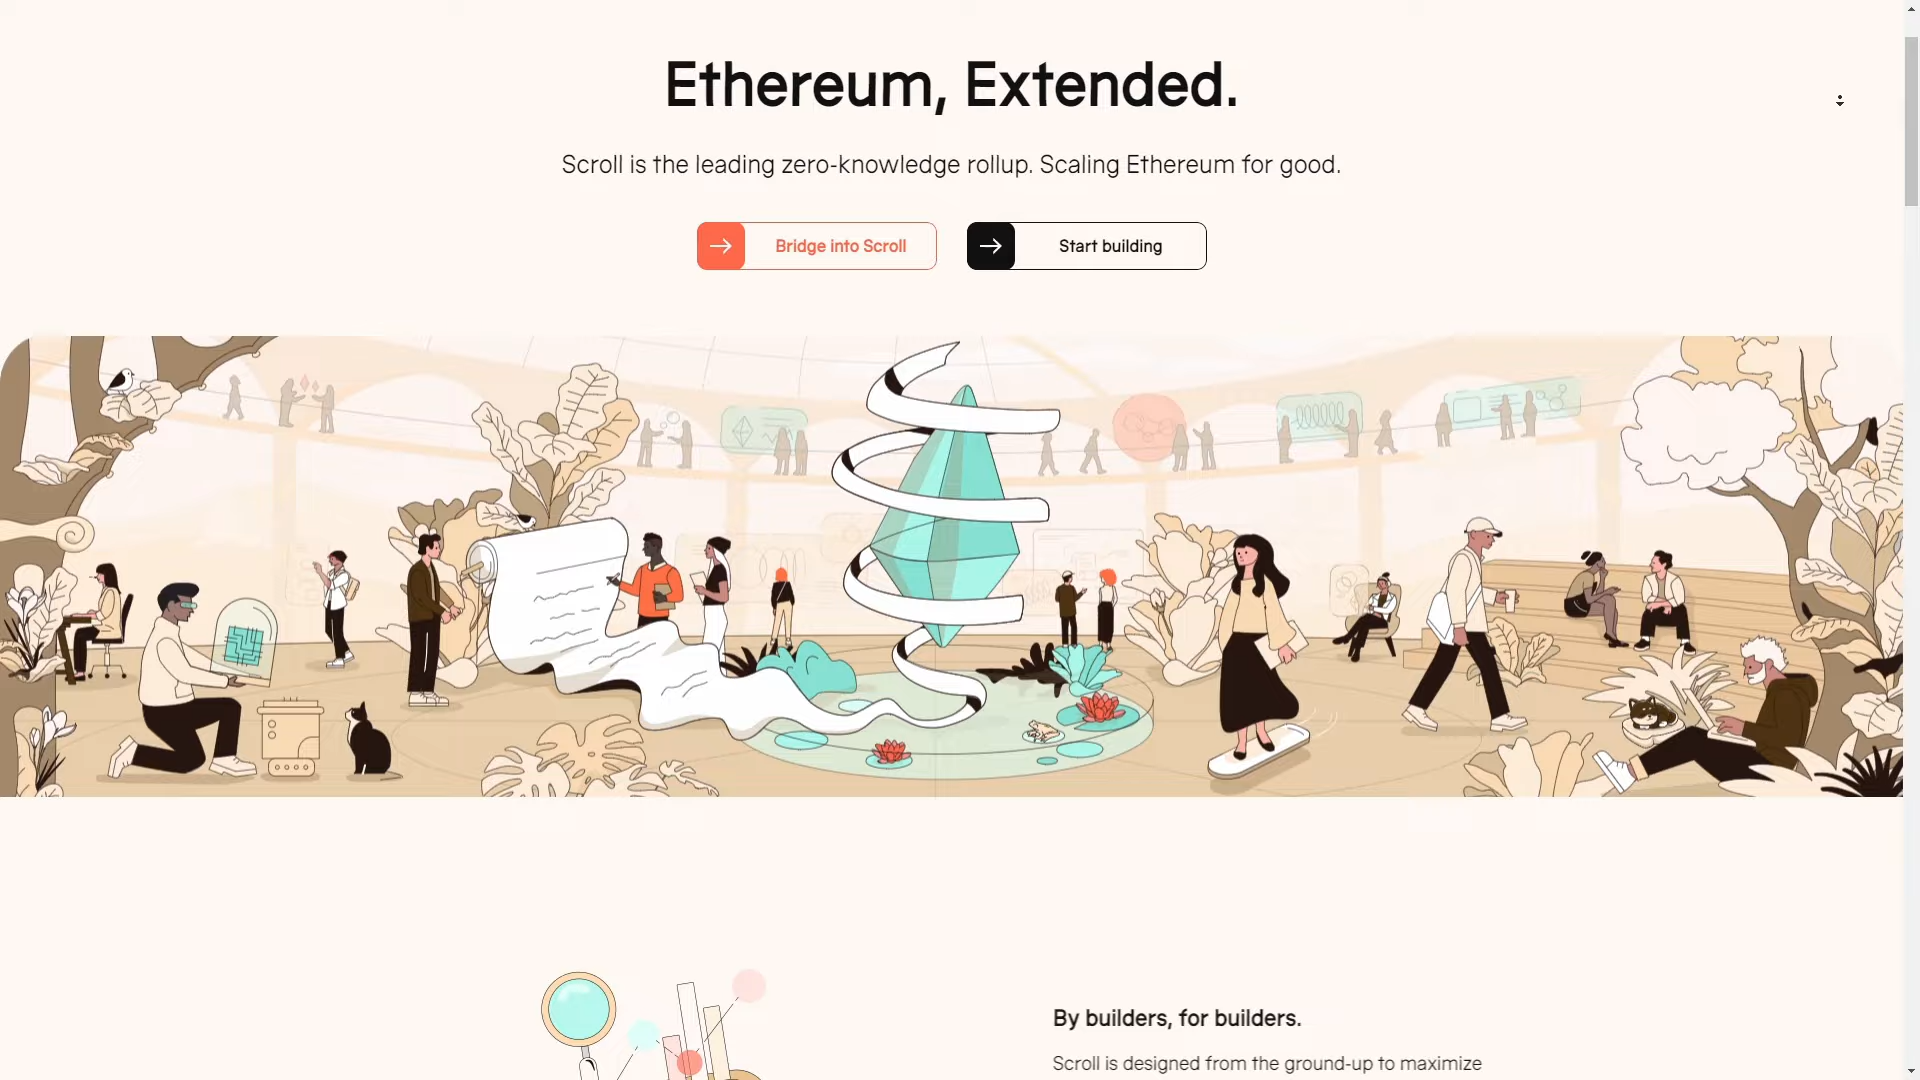 Ethereum, Extended.
Scroll is the leading zero-knowledge rollup. Scaling Ethereum for good.
Bridge into Scroll
Start building
By builders, for builders.
Scroll is designed from the ground-up to maximize